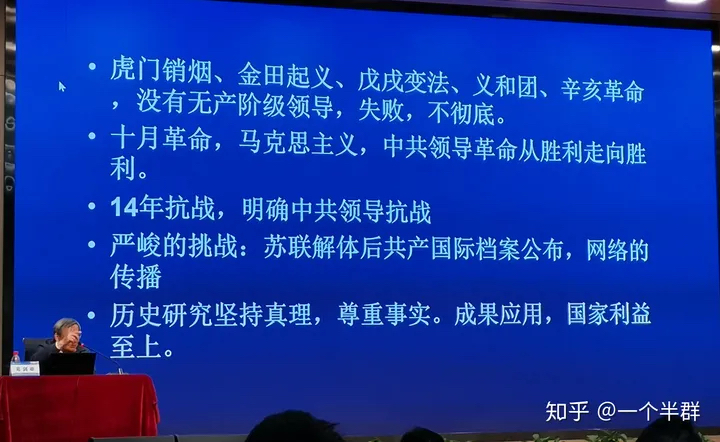 • 虎门销烟、金田起义、戊戌变法、义和团、辛亥革命
，没有无产阶级领导，失败，不彻底。
• 十月革命，马克思主义，中共领导革命从胜利走向胜
利。
• 14年抗战，明确中共领导抗战
• 严峻的挑战：苏联解体后共产国际档案公布，网络的
传播
• 历史研究坚持真理，尊重事实。成果应用，国家利益
至上。
知乎 @一个半群